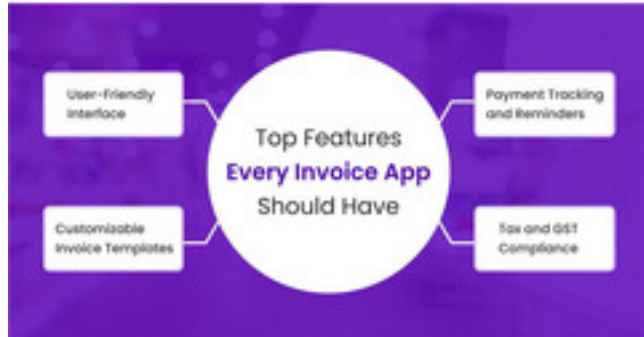 User-Friendly
Interface
Customizable
Invoice Templates
Top Features
Every Invoice App
Should Have
Payment Tracking
and Reminders
Tax and GST
Compliance